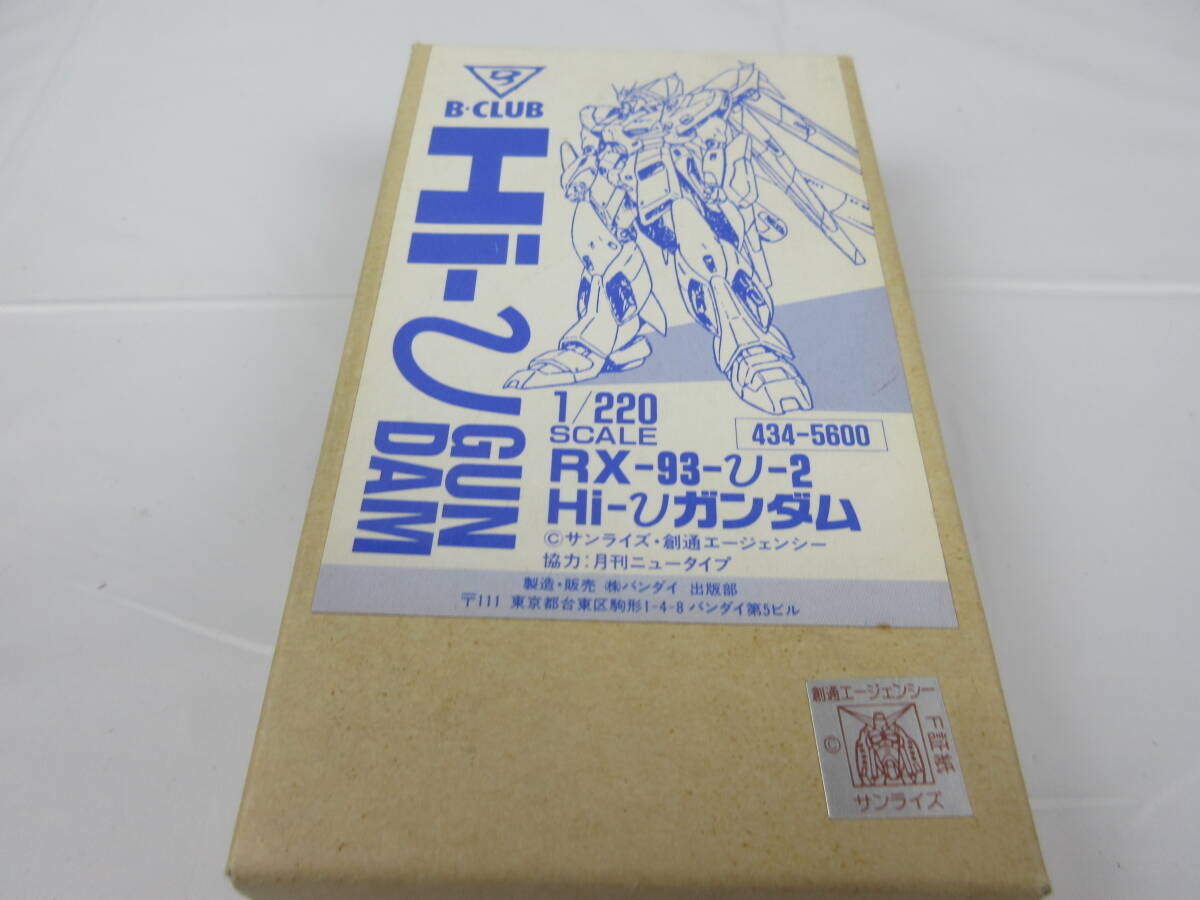 B·CLUB
Hi-ν
GUN
DAM
1/220
SCALE
434-5600
RX-93-ν-2
Hi-νガンダム
©サンライズ・創通エージェンシー
協力:月刊ニュータイプ
製造・販売 ㈱バンダイ 出版部
〒111 東京都台東区駒形1-4-8 バンダイ第5ビル
創通エージェンシー
F証紙
©
サンライズ